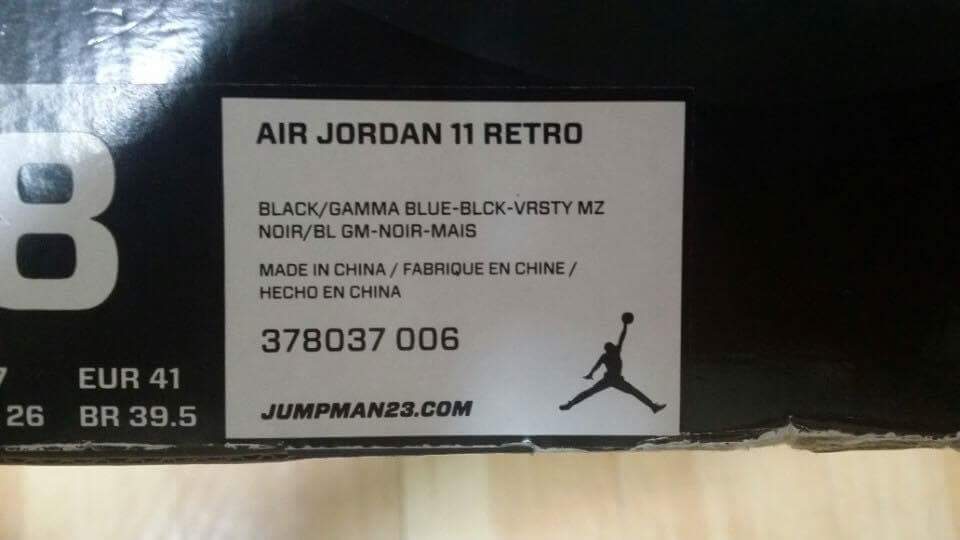 8
7 EUR 41
26 BR 39.5
AIR JORDAN 11 RETRO
BLACK/GAMMA BLUE-BLCK-VRSTY MZ
NOIR/BL GM-NOIR-MAIS
MADE IN CHINA / FABRIQUE EN CHINE /
HECHO EN CHINA
378037 006
JUMPMAN23.COM